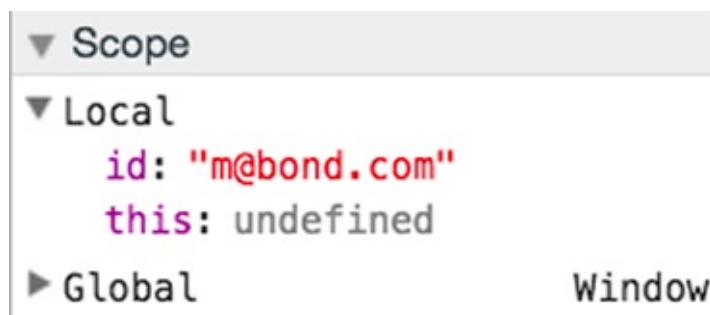 Scope
Local
id: "m@bond.com"
this: undefined
Global Window